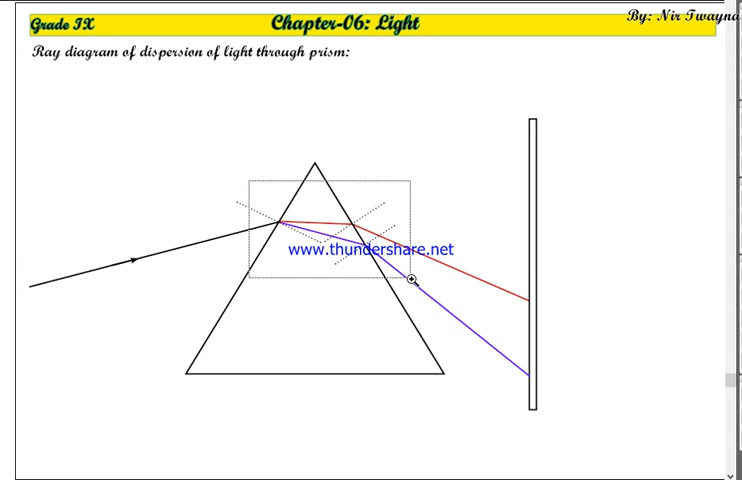 By: Nir Twayna
Grade IX
Chapter-06: Light
Ray diagram of dispersion of light through prism:
www.thundershare.net